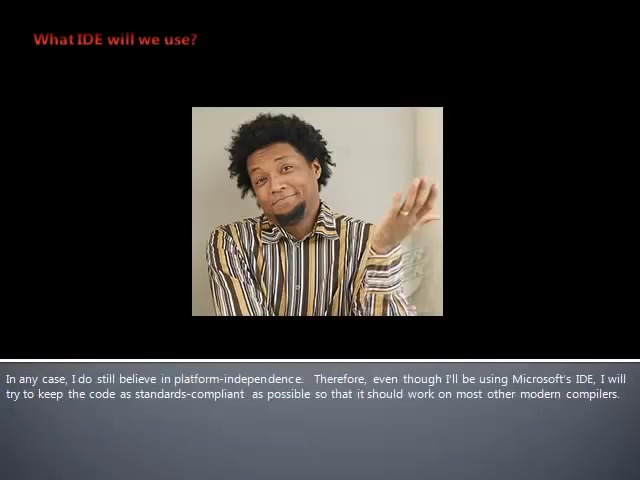 What IDE will we use?
In any case, I do still believe in platform-independence. Therefore, even though I'll be using Microsoft's IDE, I will
try to keep the code as standards-compliant as possible so that it should work on most other modern compilers.